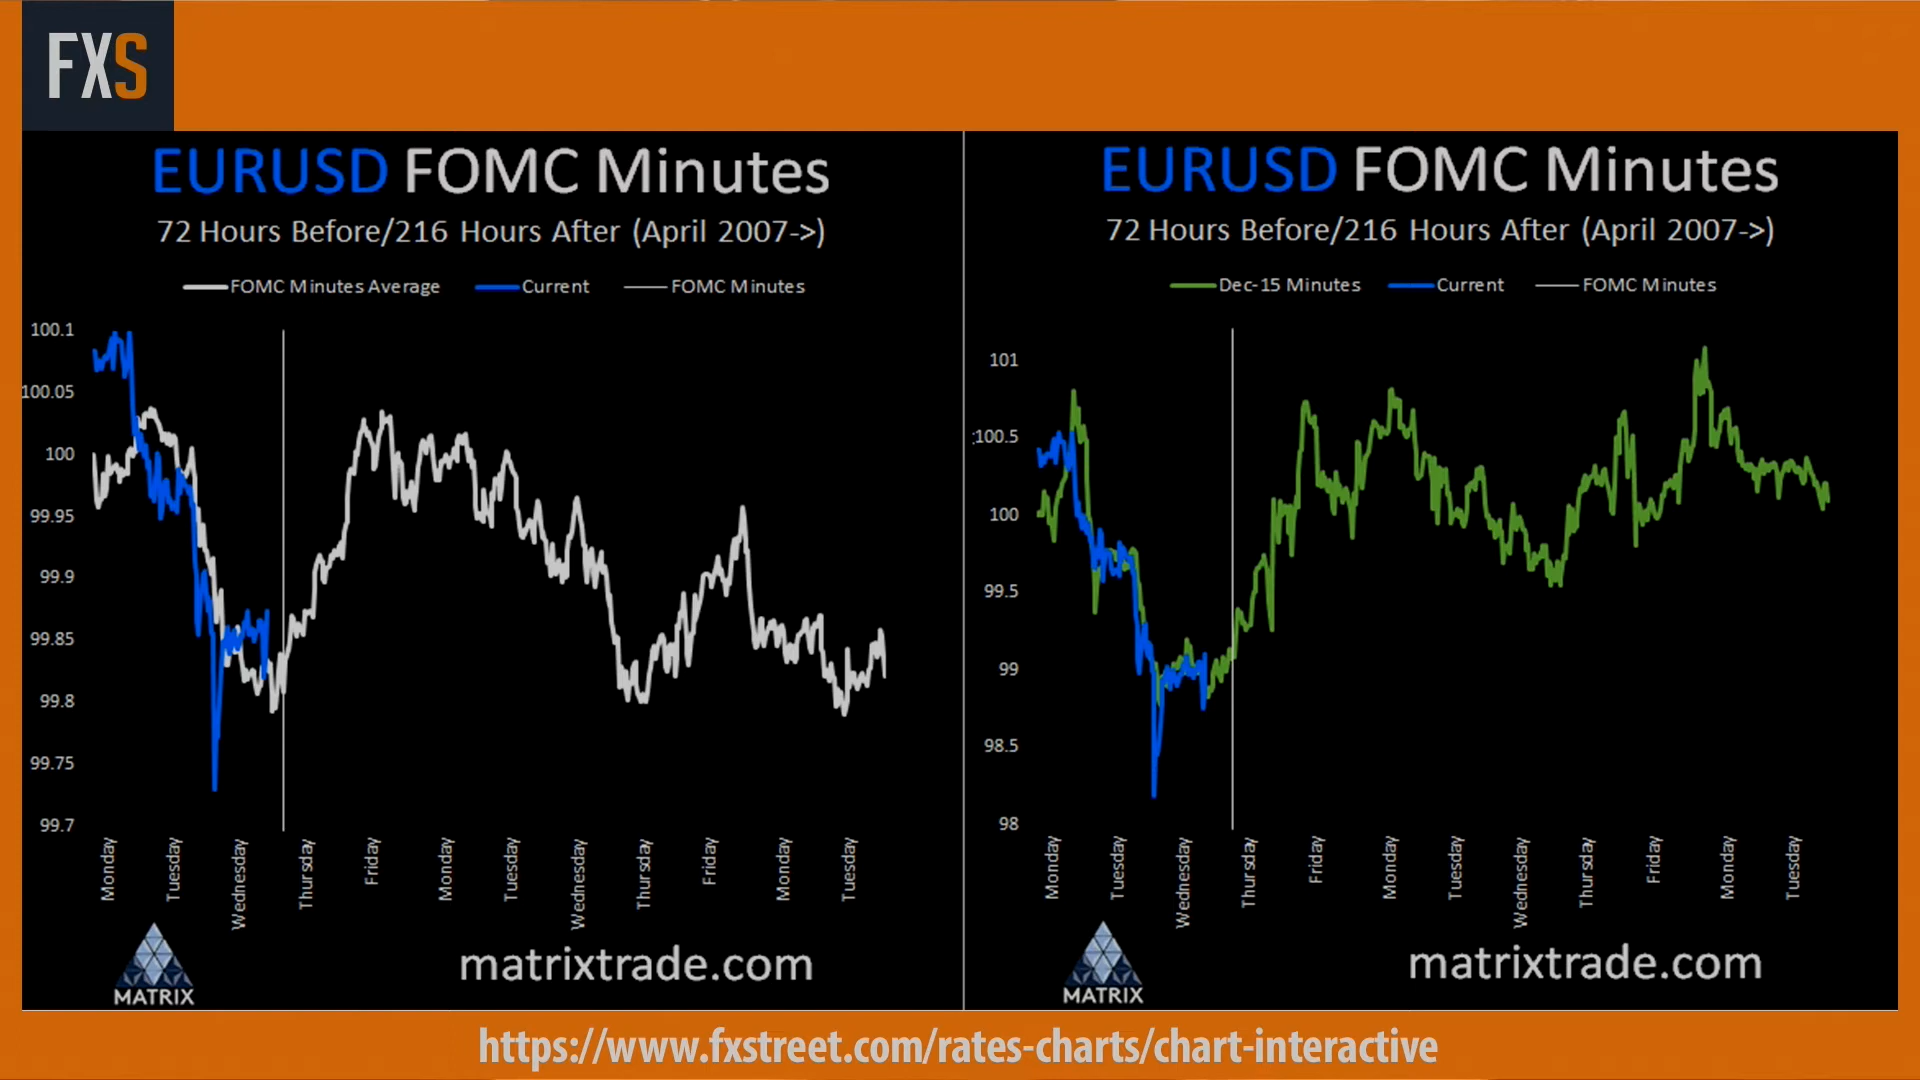 FXS
EURUSD FOMC Minutes
72 Hours Before/216 Hours After (April 2007->)
FOMC Minutes Average Current FOMC Minutes
100.1
100.05
100
99.95
99.9
99.85
99.8
99.75
99.7
Monday Tuesday Wednesday Thursday Friday Monday Tuesday Wednesday Thursday Friday Monday Tuesday
MATRIX
matrixtrade.com
EURUSD FOMC Minutes
72 Hours Before/216 Hours After (April 2007->)
Dec-15 Minutes Current FOMC Minutes
101
100.5
100
99.5
99
98.5
98
Monday Tuesday Wednesday Thursday Friday Monday Tuesday Wednesday Thursday Friday Monday Tuesday
MATRIX
matrixtrade.com
https://www.fxstreet.com/rates-charts/chart-interactive